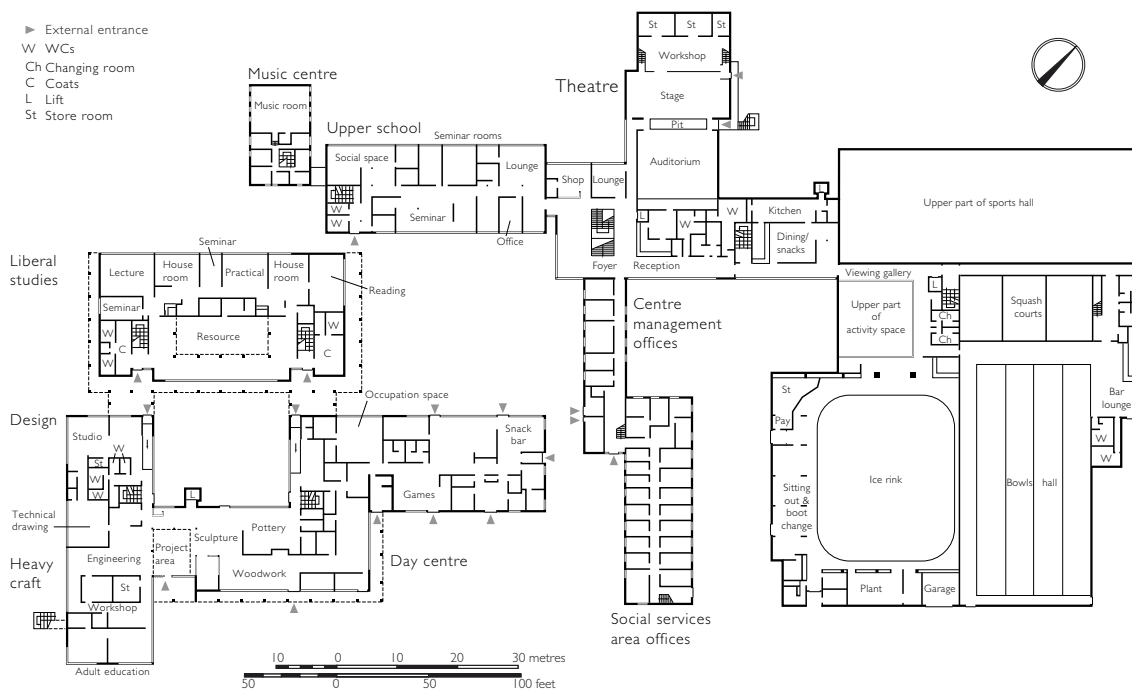 External entrance
W WCs
Ch Changing room
C Coats
L Lift
St Store room
Music centre
Music room
Upper school
Seminar rooms
Social space
Lounge
W
W
Seminar
Office
Theatre
St
St
St
Workshop
Stage
Pit
Auditorium
Shop
Lounge
L
W
W
Kitchen
L
Dining/
snacks
Foyer
Reception
Upper part of sports hall
Viewing gallery
Upper part
of
activity space
L
Ch
Ch
Squash
courts
Liberal
studies
Seminar
Lecture
House
room
Practical
House
room
Reading
Seminar
Resource
W
W
C
W
C
Centre
management
offices
Design
Studio
W
St
W
W
Technical
drawing
Heavy
craft
Engineering
Project
area
L
Sculpture
Pottery
Woodwork
St
Workshop
Adult education
Occupation space
Snack
bar
Games
Day centre
Social services
area offices
St
Pay
Sitting
out &
boot
change
Ice rink
Bowls hall
Bar
lounge
W
W
Plant
Garage
10 0 10 20 30 metres
50 0 50 100 feet